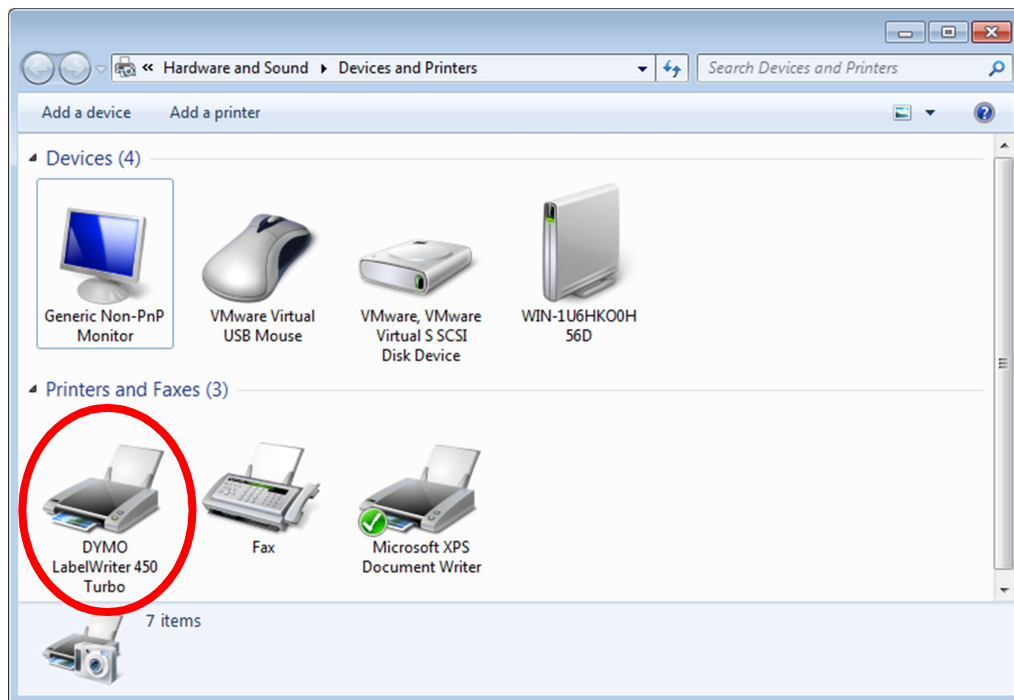 « Hardware and Sound ▸ Devices and Printers
Search Devices and Printers
Add a device Add a printer
Devices (4)
Generic Non-PnP
Monitor
VMware Virtual
USB Mouse
VMware, VMware
Virtual S SCSI
Disk Device
WIN-1U6HKO0H
56D
Printers and Faxes (3)
DYMO
LabelWriter 450
Turbo
Fax
Microsoft XPS
Document Writer
7 items